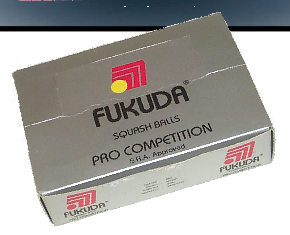 FUKUDA®
SQUASH BALLS
PRO COMPETITION
S.R.A. Approved
FUKUDA
FUKUDA